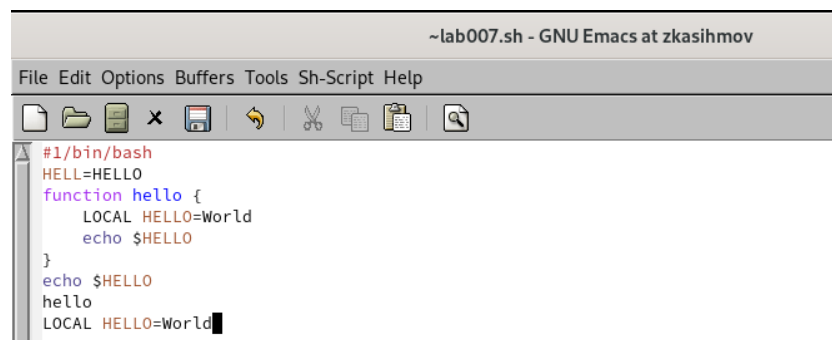 ~lab007.sh - GNU Emacs at zkasihmov
File Edit Options Buffers Tools Sh-Script Help
#1/bin/bash
HELL=HELLO
function hello {
    LOCAL HELLO=World
    echo $HELLO
}
echo $HELLO
hello
LOCAL HELLO=World